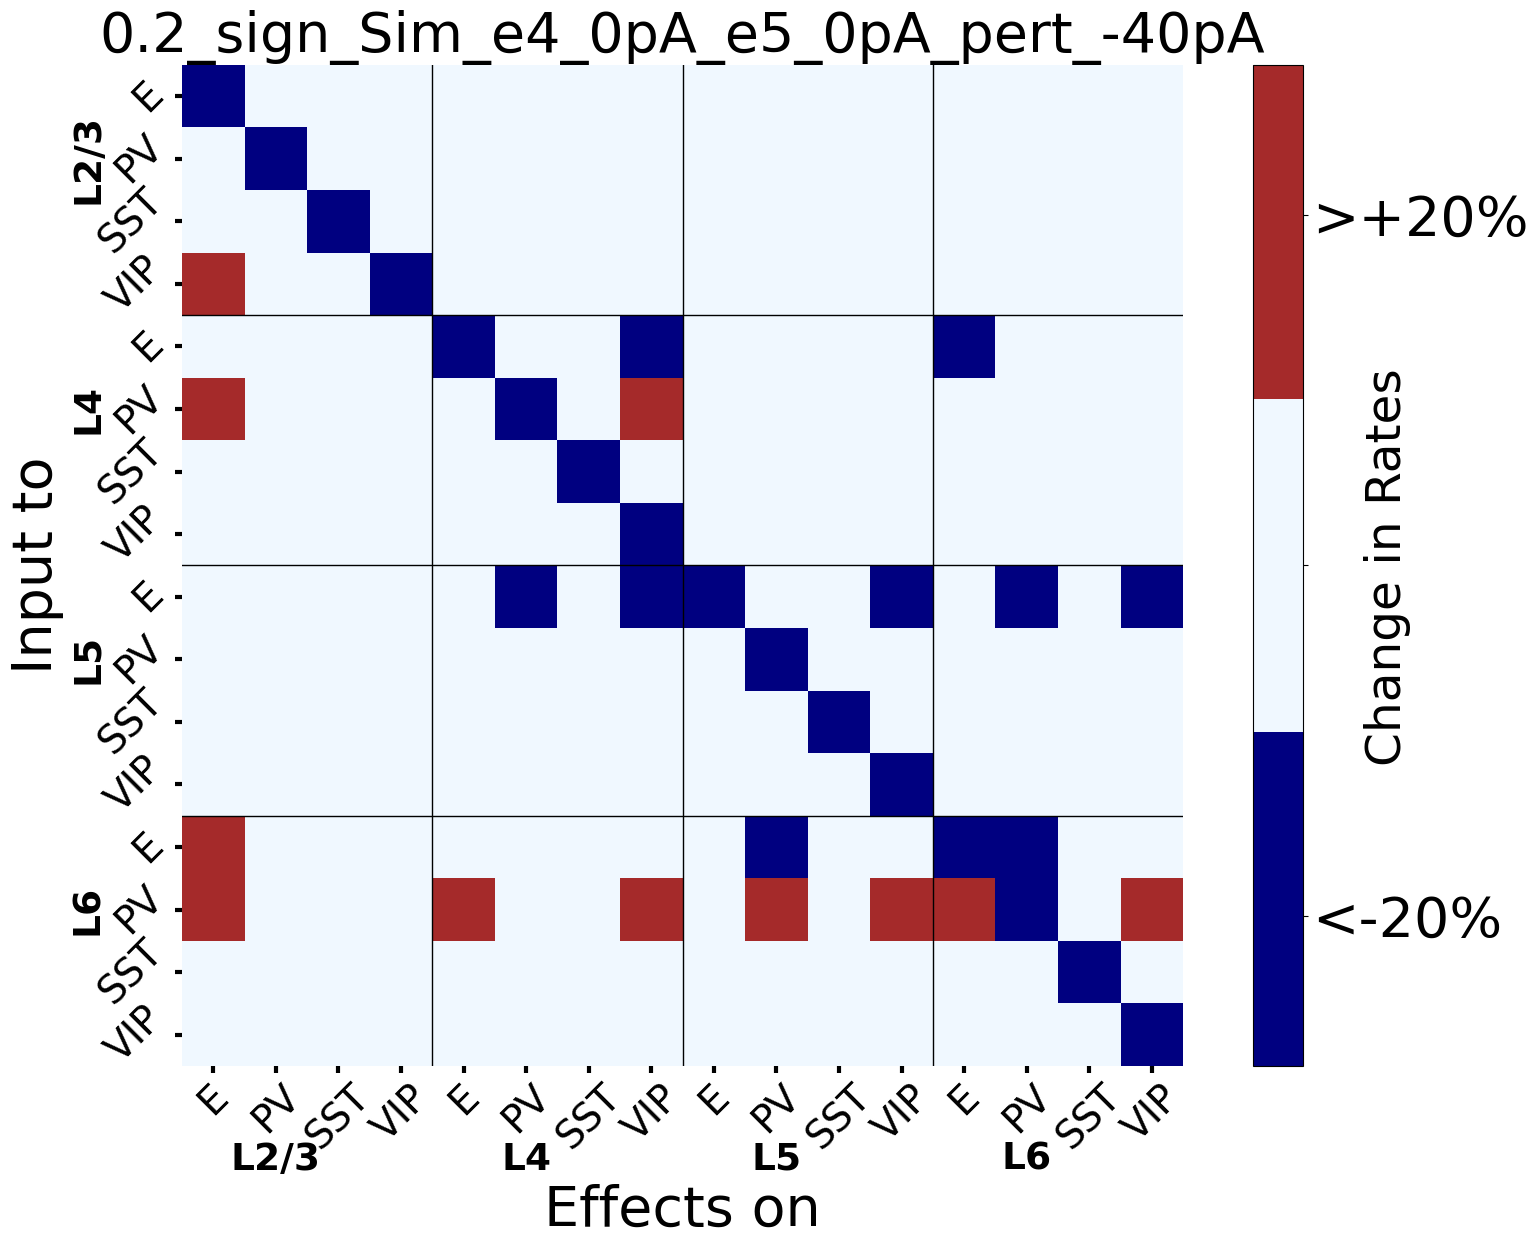 0.2_sign_Sim_e4_0pA_e5_0pA_pert_-40pA
Input to
L2/3
E
PV
SST
VIP
L4
E
PV
SST
VIP
L5
E
PV
SST
VIP
L6
E
PV
SST
VIP
E PV SST VIP E PV SST VIP E PV SST VIP E PV SST VIP
L2/3 L4 L5 L6
Effects on
>+20%
<-20%
Change in Rates